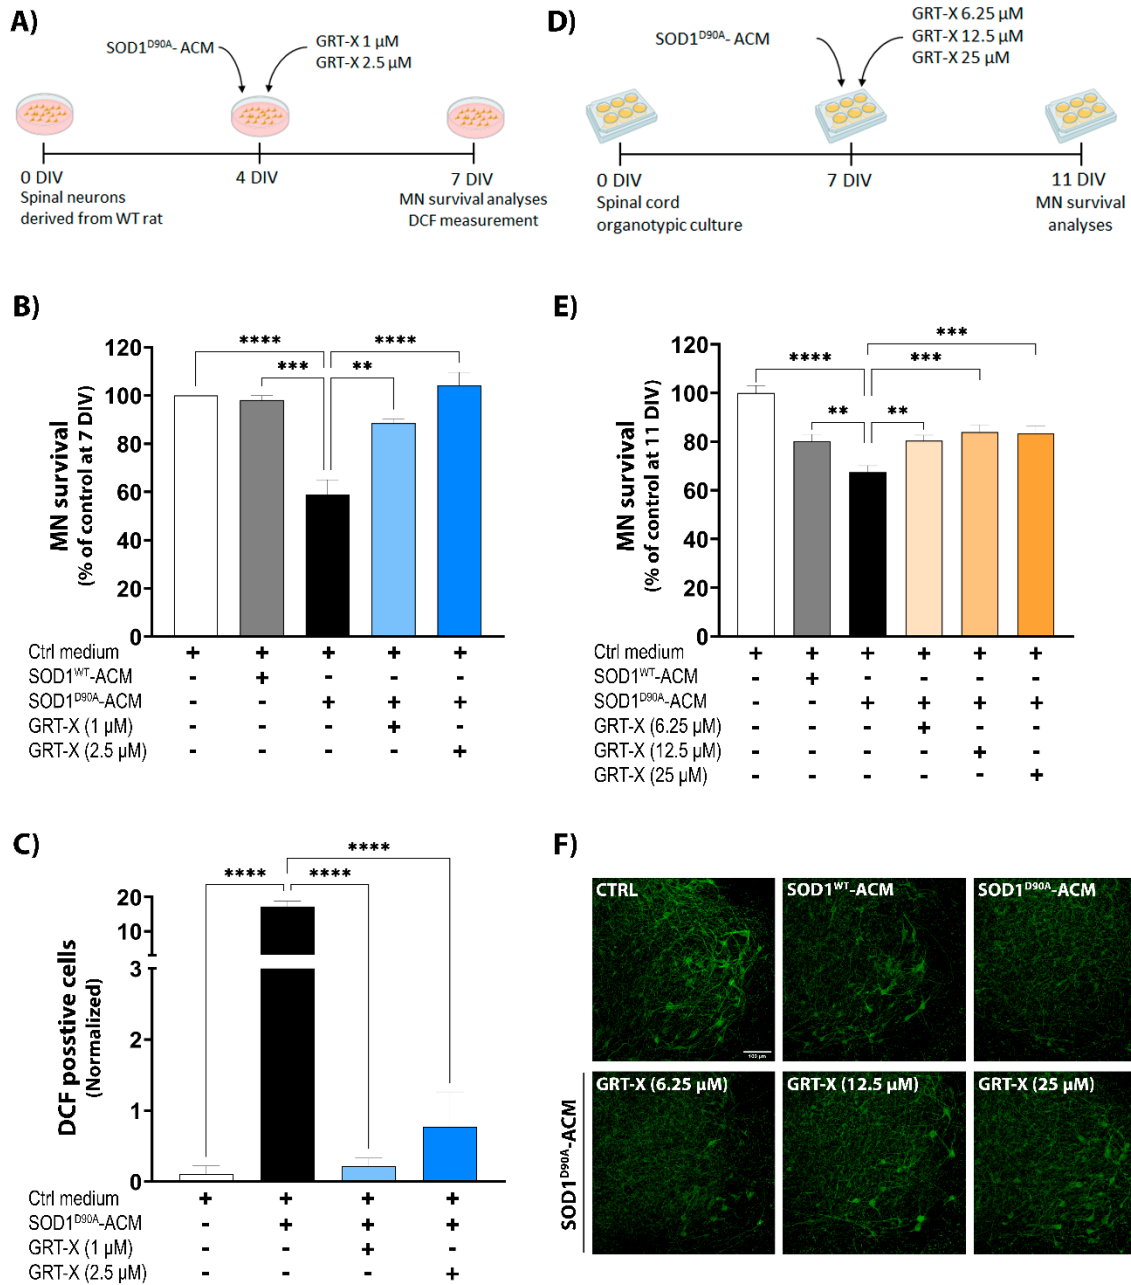 A)
SOD1D90A- ACM
GRT-X 1 µM
GRT-X 2.5 µM
0 DIV
4 DIV
7 DIV
Spinal neurons
derived from WT rat
MN survival analyses
DCF measurement
D)
SOD1D90A- ACM
GRT-X 6.25 µM
GRT-X 12.5 µM
GRT-X 25 µM
0 DIV
7 DIV
11 DIV
Spinal cord
organotypic culture
MN survival
analyses
B)
MN survival
(% of control at 7 DIV)
120
100
80
60
40
20
0
**** ****
*** **
Ctrl medium + + + + +
SOD1WT-ACM - + - - -
SOD1D90A-ACM - - + + +
GRT-X (1 µM) - - - + -
GRT-X (2.5 µM) - - - - +
E)
MN survival
(% of control at 11 DIV)
120
100
80
60
40
20
0
***
**** ***
** **
Ctrl medium + + + + + +
SOD1WT-ACM - + - - - -
SOD1D90A-ACM - - + + + +
GRT-X (6.25 µM) - - - + - -
GRT-X (12.5 µM) - - - - + -
GRT-X (25 µM) - - - - - +
C)
DCF posstive cells
(Normalized)
20
10
3
2
1
0
****
**** ****
Ctrl medium + + + +
SOD1D90A-ACM - + + +
GRT-X (1 µM) - - + -
GRT-X (2.5 µM) - - - +
F)
CTRL
SOD1WT-ACM
SOD1D90A-ACM
100 µm
SOD1D90A-ACM
GRT-X (6.25 µM)
GRT-X (12.5 µM)
GRT-X (25 µM)